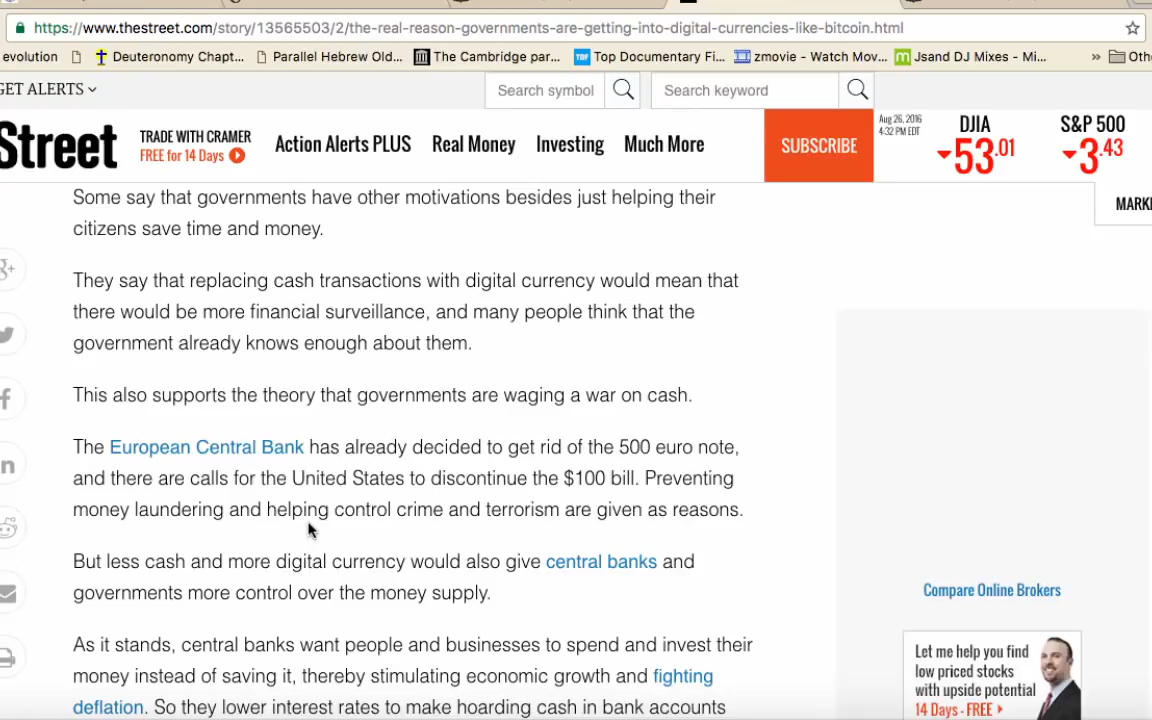 https://www.thestreet.com/story/13565503/2/the-real-reason-governments-are-getting-into-digital-currencies-like-bitcoin.html
evolution Deuteronomy Chapt... Parallel Hebrew Old... The Cambridge par... Top Documentary Fi... zmovie - Watch Mov... Jsand DJ Mixes - Mi... » Oth
GET ALERTS Search symbol Search keyword
Street
TRADE WITH CRAMER
FREE for 14 Days
Action Alerts PLUS Real Money Investing Much More
SUBSCRIBE
Aug 26, 2016
4:32 PM EDT
DJIA
53.01
S&P 500
3.43
MARK
Some say that governments have other motivations besides just helping their
citizens save time and money.
They say that replacing cash transactions with digital currency would mean that
there would be more financial surveillance, and many people think that the
government already knows enough about them.
This also supports the theory that governments are waging a war on cash.
The European Central Bank has already decided to get rid of the 500 euro note,
and there are calls for the United States to discontinue the $100 bill. Preventing
money laundering and helping control crime and terrorism are given as reasons.
But less cash and more digital currency would also give central banks and
governments more control over the money supply.
As it stands, central banks want people and businesses to spend and invest their
money instead of saving it, thereby stimulating economic growth and fighting
deflation. So they lower interest rates to make hoarding cash in bank accounts
Compare Online Brokers
Let me help you find
low priced stocks
with upside potential
14 Days - FREE